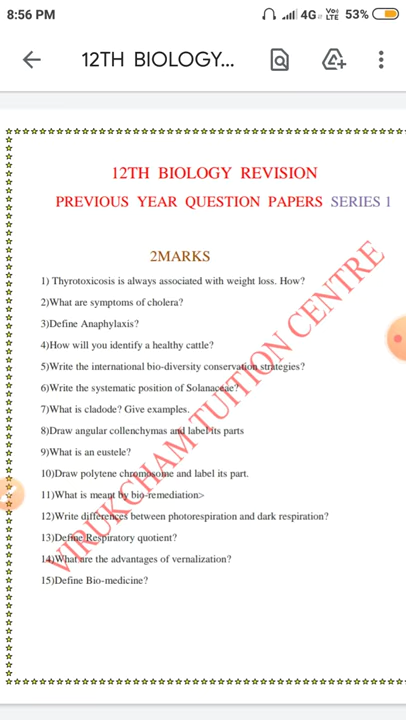 8:56 PM 4G Vo) LTE 53%
12TH BIOLOGY...
12TH BIOLOGY REVISION
PREVIOUS YEAR QUESTION PAPERS SERIES 1
2MARKS
1) Thyrotoxicosis is always associated with weight loss. How?
2)What are symptoms of cholera?
3)Define Anaphylaxis?
4)How will you identify a healthy cattle?
5)Write the international bio-diversity conservation strategies?
6)Write the systematic position of Solanaceae?
7)What is cladode? Give examples.
8)Draw angular collenchymas and label its parts
9)What is an eustele?
10)Draw polytene chromosome and label its part.
11)What is meant by bio-remediation>
12)Write differences between photorespiration and dark respiration?
13)Define Respiratory quotient?
14)What are the advantages of vernalization?
15)Define Bio-medicine?
VIRUKCHAM TUITION CENTRE